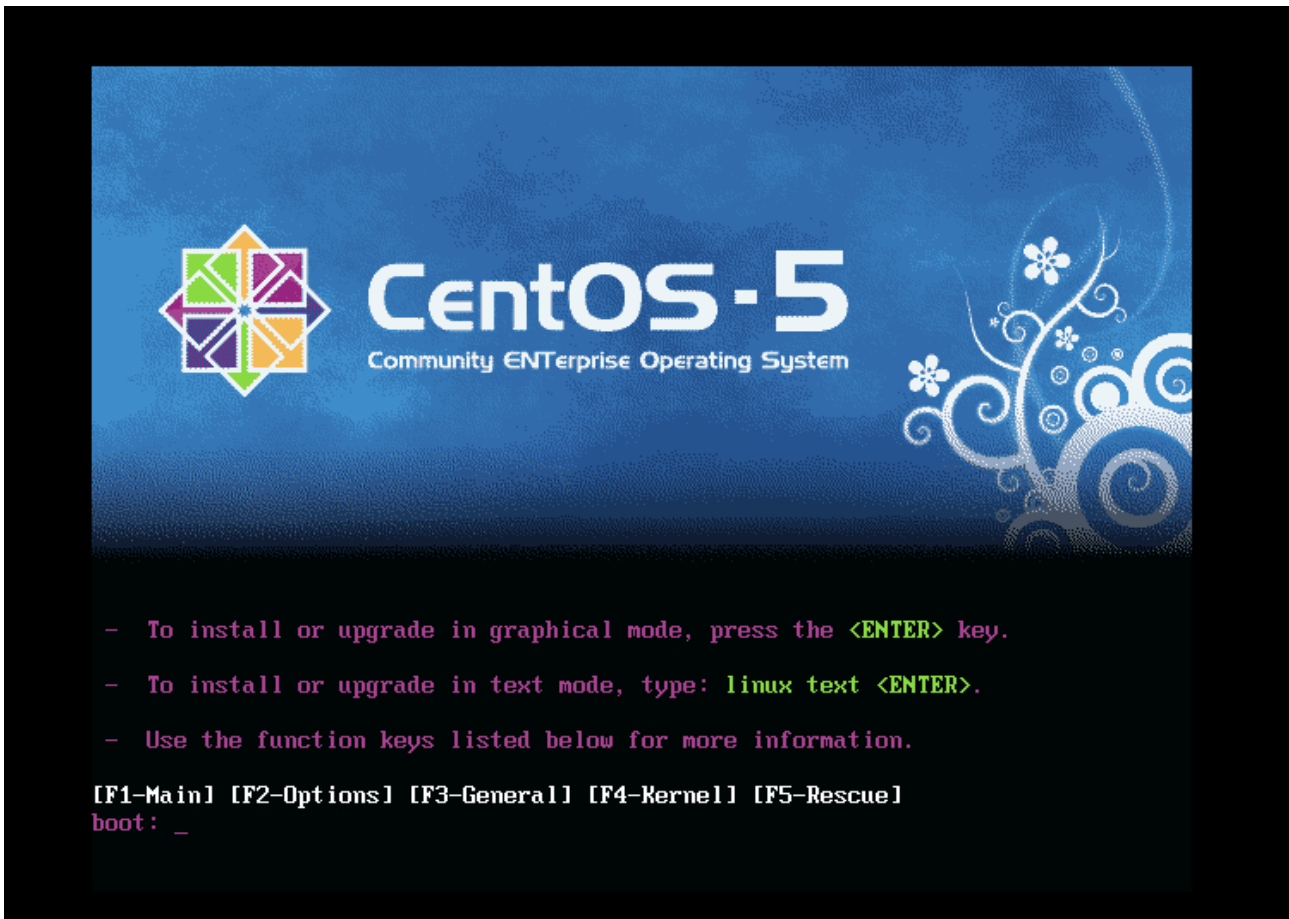 CentOS - 5
Community ENTerprise Operating System
- To install or upgrade in graphical mode, press the <ENTER> key.
- To install or upgrade in text mode, type: linux text <ENTER>.
- Use the function keys listed below for more information.
[F1-Main] [F2-Options] [F3-General] [F4-Kernel] [F5-Rescue]
boot: _